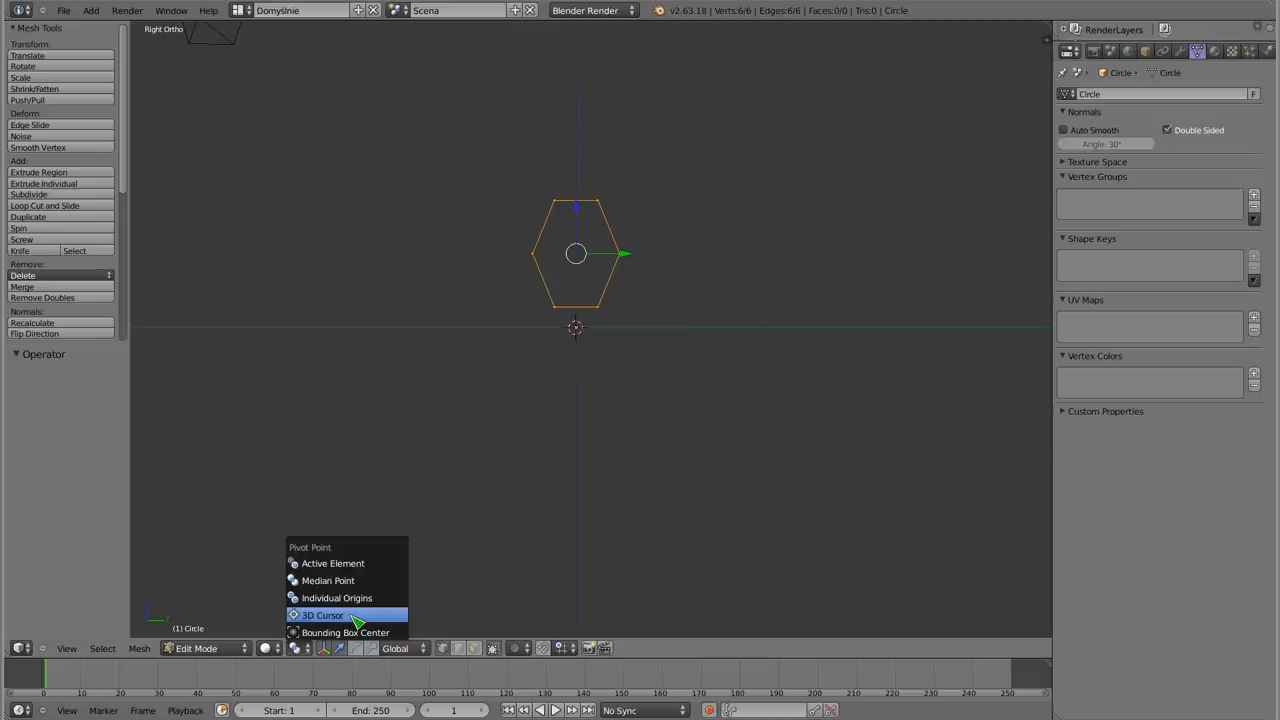 File Add Render Window Help Domyślnie Scena Blender Render v2.63.18 | Verts:6/6 | Edges:6/6 | Faces:0/0 | Tris:0 | Circle
Mesh Tools
Transform:
Translate
Rotate
Scale
Shrink/Fatten
Push/Pull
Deform:
Edge Slide
Noise
Smooth Vertex
Add:
Extrude Region
Extrude Individual
Subdivide
Loop Cut and Slide
Duplicate
Spin
Screw
Knife Select
Remove:
Delete
Merge
Remove Doubles
Normals:
Recalculate
Flip Direction
Operator
Right Ortho
(1) Circle
Pivot Point
Active Element
Median Point
Individual Origins
3D Cursor
Bounding Box Center
View Select Mesh Edit Mode Global
RenderLayers
Circle Circle
Circle F
Normals
Auto Smooth Double Sided
Angle: 30°
Texture Space
Vertex Groups
Shape Keys
UV Maps
Vertex Colors
Custom Properties
0 10 20 30 40 50 60 70 80 90 100 110 120 130 140 150 160 170 180 190 200 210 220 230 240 250
View Marker Frame Playback Start: 1 End: 250 1 No Sync